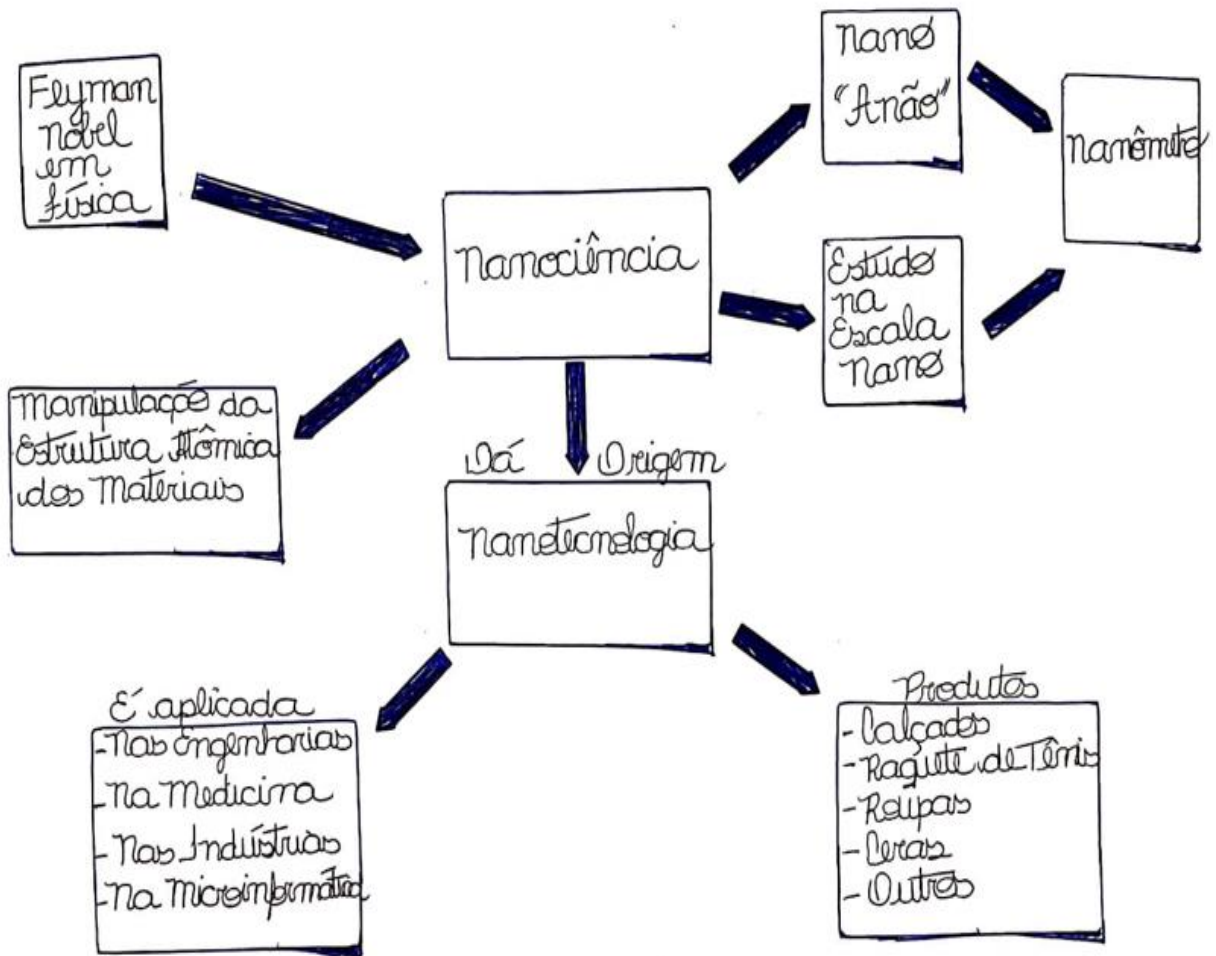 Feyman
Nobel
em
Física
Nanociência
Nano
"Anão"
Nanômetro
Estudo
na
Escala
Nano
Manipulação da
Estrutura Atômica
dos Materiais
Dá Origem
Nanotecnologia
É aplicada
- Nas Engenharias
- Na Medicina
- Nas Indústrias
- Na Microinformática
Produtos
- Calçados
- Raquete de Tênis
- Roupas
- Ceras
- Outros